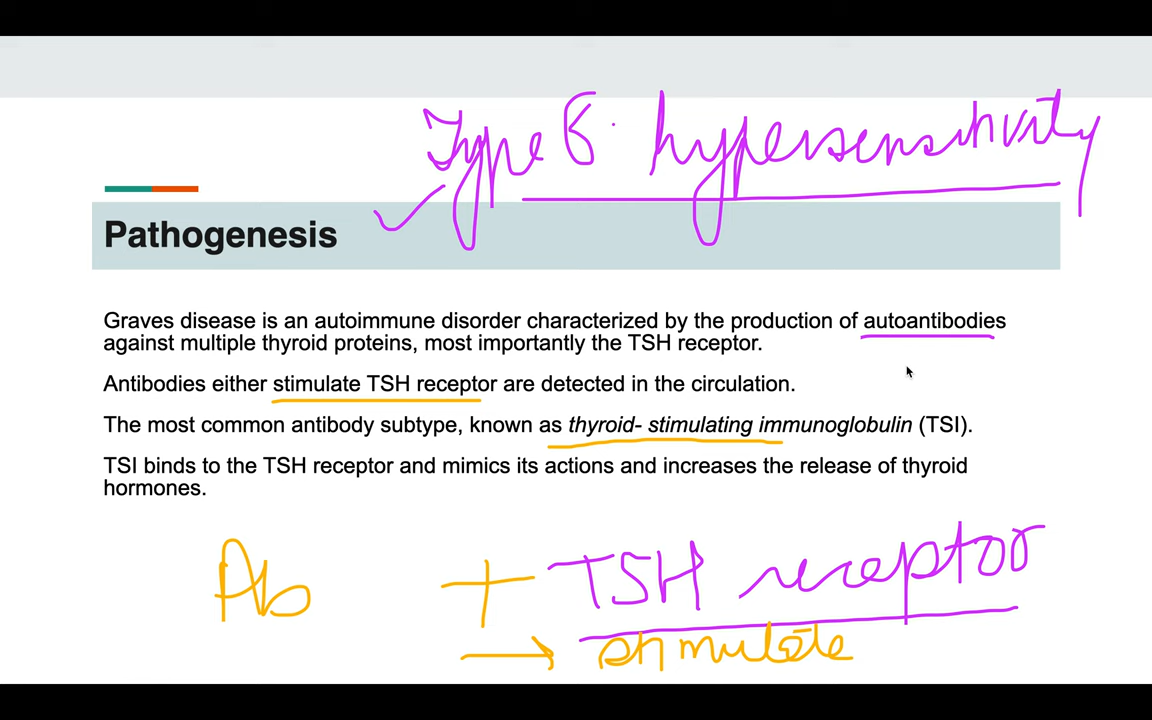 Type 5 hypersensitivity
Pathogenesis
Graves disease is an autoimmune disorder characterized by the production of autoantibodies
against multiple thyroid proteins, most importantly the TSH receptor.
Antibodies either stimulate TSH receptor are detected in the circulation.
The most common antibody subtype, known as thyroid- stimulating immunoglobulin (TSI).
TSI binds to the TSH receptor and mimics its actions and increases the release of thyroid
hormones.
Ab + TSH receptor
→ stimulate